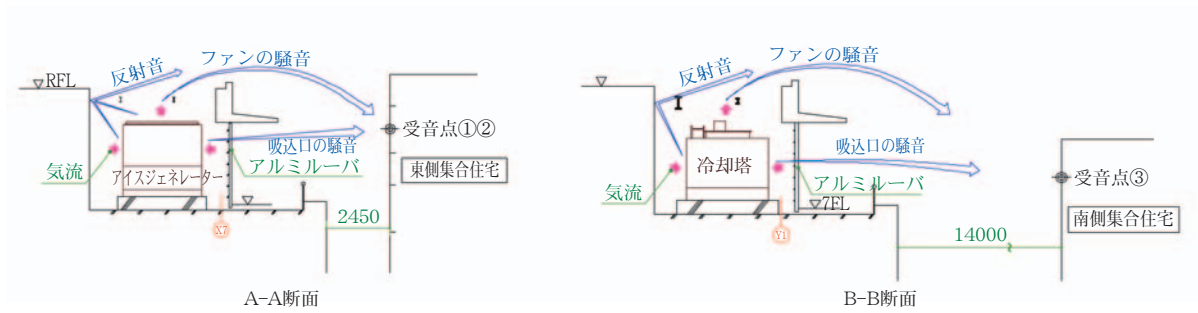 RFL
反射音
ファンの騒音
受音点①②
吸込口の騒音
気流
アイスジェネレーター
アルミルーバ
東側集合住宅
2450
X7
A-A断面
反射音
ファンの騒音
吸込口の騒音
気流
冷却塔
アルミルーバ
受音点③
7FL
南側集合住宅
14000
Y1
B-B断面